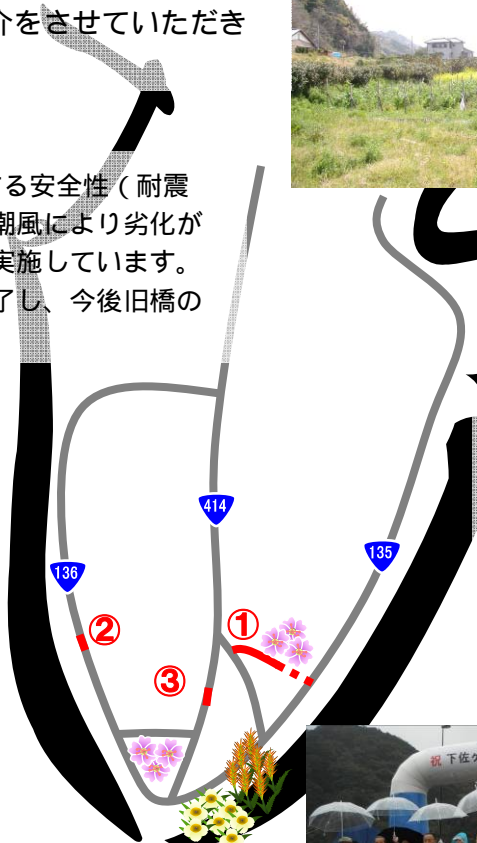 介をさせていただき
る安全性（耐震
潮風により劣化が
実施しています。
了し、今後旧橋の
414
136
135
①
②
③
祝 下佐ケ